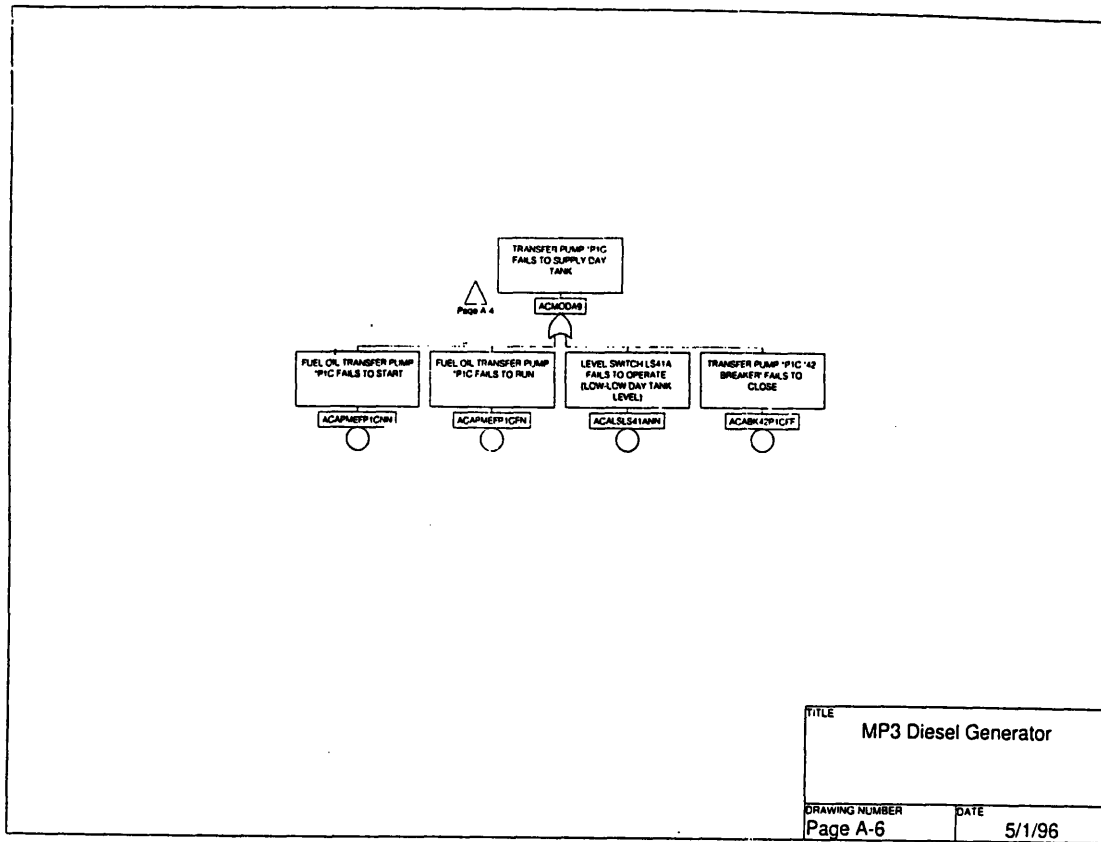 TRANSFER PUMP *P1C
FAILS TO SUPPLY DAY
TANK
Page A-4
ACMODA9
FUEL OIL TRANSFER PUMP
*P1C FAILS TO START
FUEL OIL TRANSFER PUMP
*P1C FAILS TO RUN
LEVEL SWITCH LS41A
FAILS TO OPERATE
(LOW-LOW DAY TANK
LEVEL)
TRANSFER PUMP *P1C '42
BREAKER' FAILS TO
CLOSE
ACAPMEFP1CNN
ACAPMEFP1CFN
ACALSLS41ANN
ACABK42P1CFF
TITLE
MP3 Diesel Generator
DRAWING NUMBER
Page A-6
DATE
5/1/96